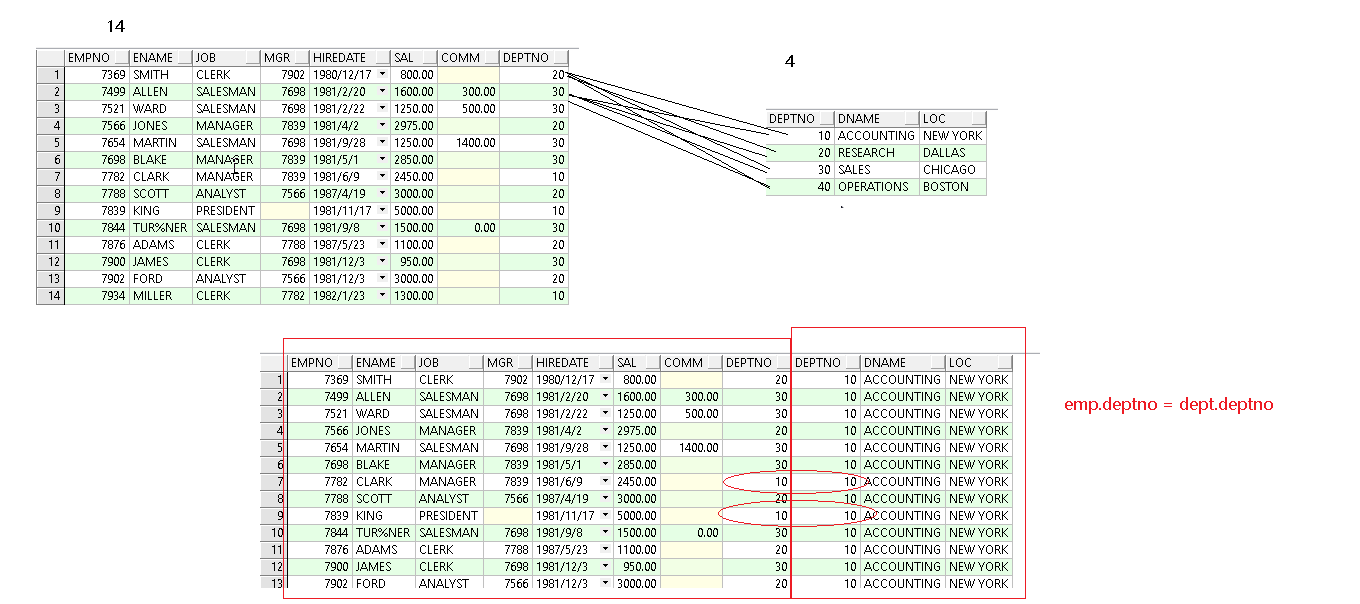 14
4
EMPNO ENAME JOB MGR HIREDATE SAL COMM DEPTNO
1 7369 SMITH CLERK 7902 1980/12/17 800.00 20
2 7499 ALLEN SALESMAN 7698 1981/2/20 1600.00 300.00 30
3 7521 WARD SALESMAN 7698 1981/2/22 1250.00 500.00 30
4 7566 JONES MANAGER 7839 1981/4/2 2975.00 20
5 7654 MARTIN SALESMAN 7698 1981/9/28 1250.00 1400.00 30
6 7698 BLAKE MANAGER 7839 1981/5/1 2850.00 30
7 7782 CLARK MANAGER 7839 1981/6/9 2450.00 10
8 7788 SCOTT ANALYST 7566 1987/4/19 3000.00 20
9 7839 KING PRESIDENT 1981/11/17 5000.00 10
10 7844 TUR%NER SALESMAN 7698 1981/9/8 1500.00 0.00 30
11 7876 ADAMS CLERK 7788 1987/5/23 1100.00 20
12 7900 JAMES CLERK 7698 1981/12/3 950.00 30
13 7902 FORD ANALYST 7566 1981/12/3 3000.00 20
14 7934 MILLER CLERK 7782 1982/1/23 1300.00 10
DEPTNO DNAME LOC
10 ACCOUNTING NEW YORK
20 RESEARCH DALLAS
30 SALES CHICAGO
40 OPERATIONS BOSTON
EMPNO ENAME JOB MGR HIREDATE SAL COMM DEPTNO DEPTNO DNAME LOC
1 7369 SMITH CLERK 7902 1980/12/17 800.00 20 10 ACCOUNTING NEW YORK
2 7499 ALLEN SALESMAN 7698 1981/2/20 1600.00 300.00 30 10 ACCOUNTING NEW YORK
3 7521 WARD SALESMAN 7698 1981/2/22 1250.00 500.00 30 10 ACCOUNTING NEW YORK
4 7566 JONES MANAGER 7839 1981/4/2 2975.00 20 10 ACCOUNTING NEW YORK
5 7654 MARTIN SALESMAN 7698 1981/9/28 1250.00 1400.00 30 10 ACCOUNTING NEW YORK
6 7698 BLAKE MANAGER 7839 1981/5/1 2850.00 30 10 ACCOUNTING NEW YORK
7 7782 CLARK MANAGER 7839 1981/6/9 2450.00 10 10 ACCOUNTING NEW YORK
8 7788 SCOTT ANALYST 7566 1987/4/19 3000.00 20 10 ACCOUNTING NEW YORK
9 7839 KING PRESIDENT 1981/11/17 5000.00 10 10 ACCOUNTING NEW YORK
10 7844 TUR%NER SALESMAN 7698 1981/9/8 1500.00 0.00 30 10 ACCOUNTING NEW YORK
11 7876 ADAMS CLERK 7788 1987/5/23 1100.00 20 10 ACCOUNTING NEW YORK
12 7900 JAMES CLERK 7698 1981/12/3 950.00 30 10 ACCOUNTING NEW YORK
13 7902 FORD ANALYST 7566 1981/12/3 3000.00 20 10 ACCOUNTING NEW YORK
emp.deptno = dept.deptno